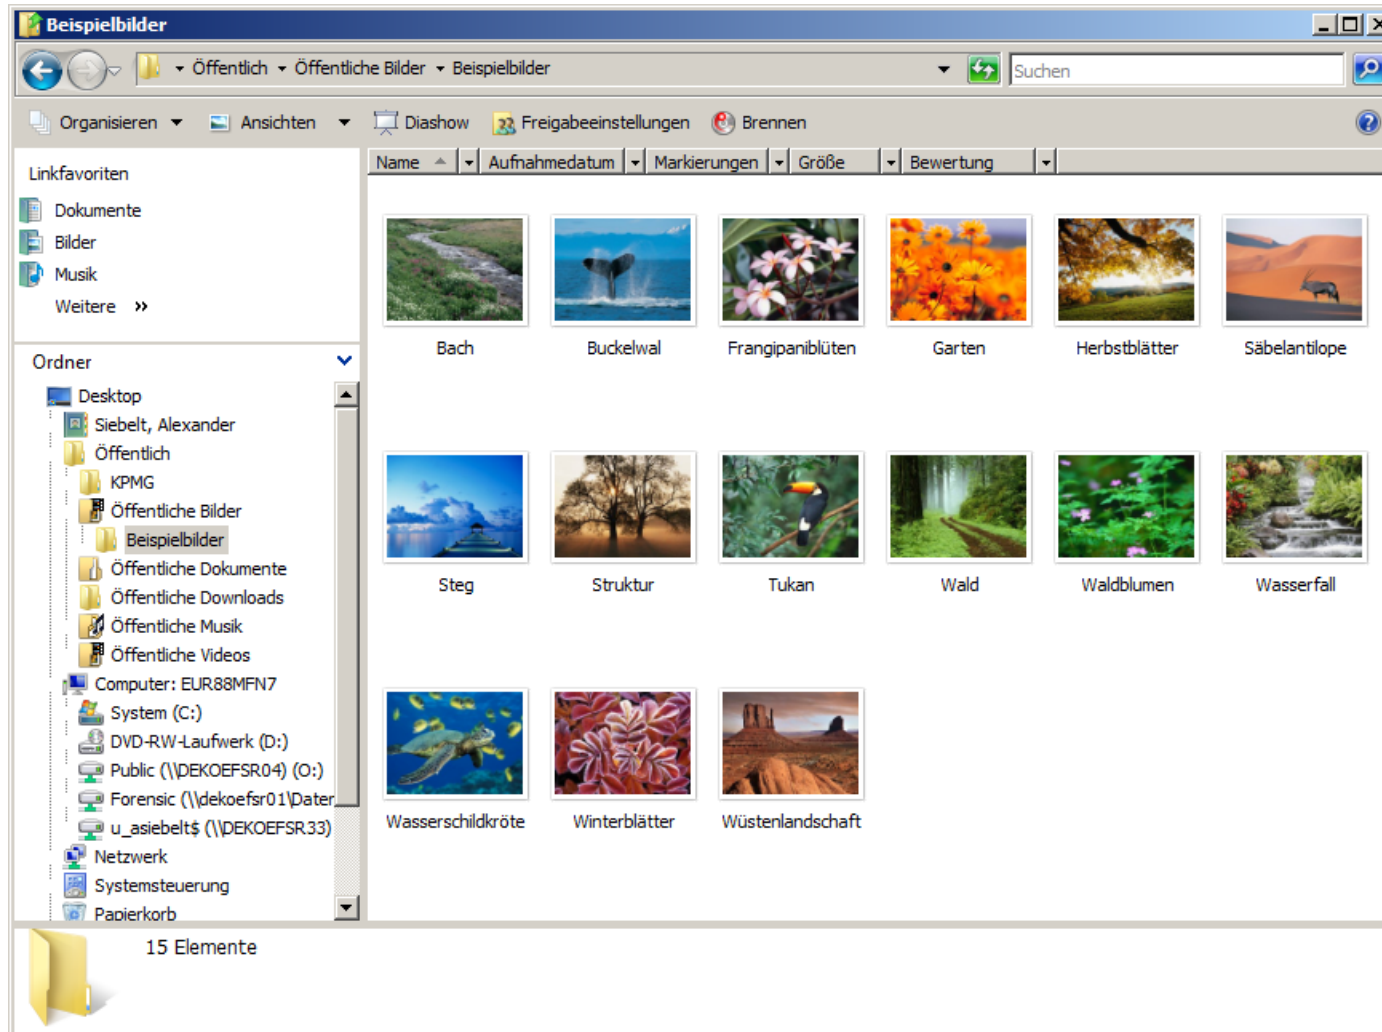 Beispielbilder
Öffentlich Öffentliche Bilder Beispielbilder
Suchen
Organisieren Ansichten Diashow Freigabeeinstellungen Brennen
Linkfavoriten
Dokumente
Bilder
Musik
Weitere »
Ordner
Desktop
Siebelt, Alexander
Öffentlich
KPMG
Öffentliche Bilder
Beispielbilder
Öffentliche Dokumente
Öffentliche Downloads
Öffentliche Musik
Öffentliche Videos
Computer: EUR88MFN7
System (C:)
DVD-RW-Laufwerk (D:)
Public (\\DEKOEFSR04) (O:)
Forensic (\\dekoefsr01\Daten
u_asiebelt$ (\\DEKOEFSR33)
Netzwerk
Systemsteuerung
Papierkorb
Name Aufnahmedatum Markierungen Größe Bewertung
Bach Buckelwal Frangipaniblüten Garten Herbstblätter Säbelantilope
Steg Struktur Tukan Wald Waldblumen Wasserfall
Wasserschildkröte Winterblätter Wüstenlandschaft
15 Elemente